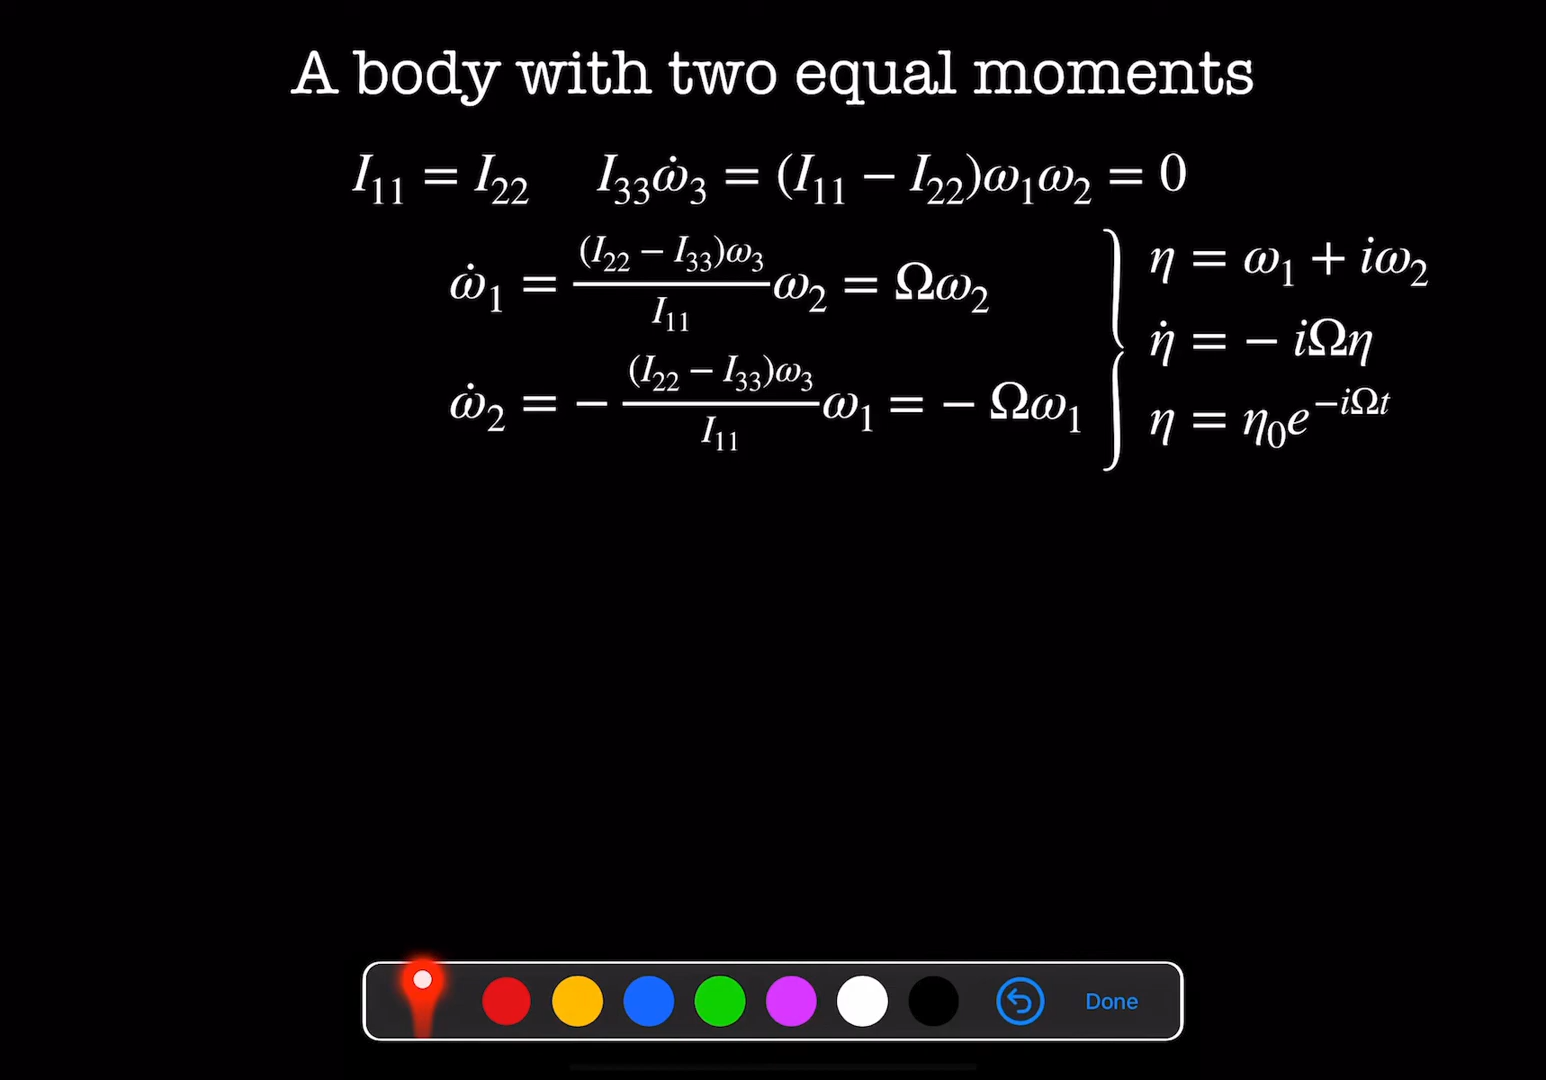 A body with two equal moments
I₁₁ = I₂₂   I₃₃ω̇₃ = (I₁₁ − I₂₂)ω₁ω₂ = 0
ω̇₁ = (I₂₂ − I₃₃)ω₃ / I₁₁ ω₂ = Ωω₂
ω̇₂ = − (I₂₂ − I₃₃)ω₃ / I₁₁ ω₁ = − Ωω₁
η = ω₁ + iω₂
η̇ = − iΩη
η = η₀e^{−iΩt}
Done